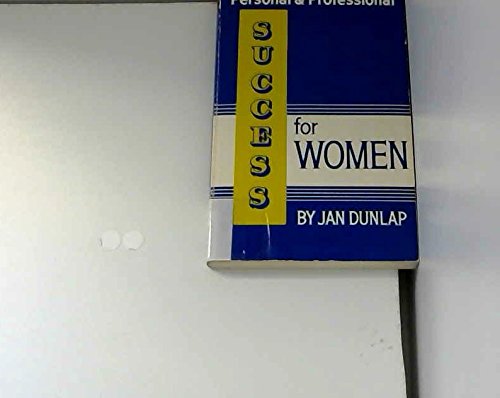 Personal & Professional
SUCCESS
for
WOMEN
BY JAN DUNLAP